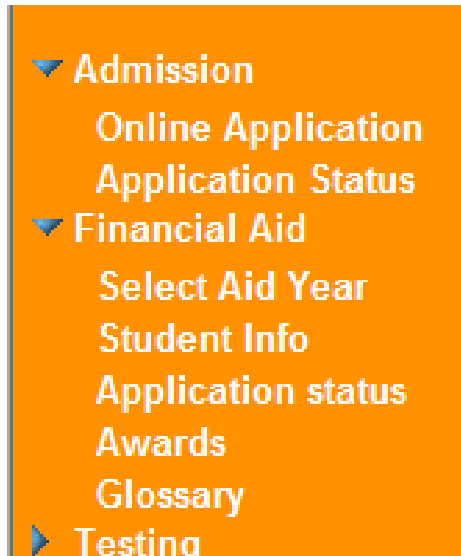 Admission
Online Application
Application Status
Financial Aid
Select Aid Year
Student Info
Application status
Awards
Glossary
Testing